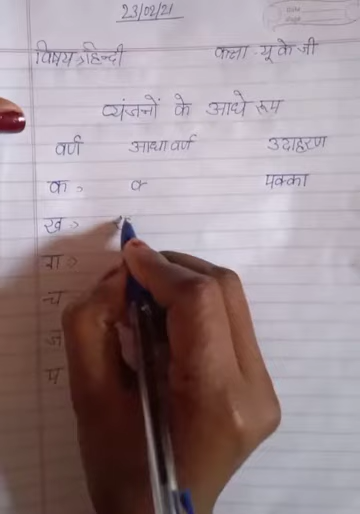 23/02/21
विषय :- हिन्दी कक्षा - यू के जी
व्यंजनों के आधे रूप
वर्ण आधा वर्ण उदाहरण
क > क्‍ पक्का
ख >
ग >
च
ज
प